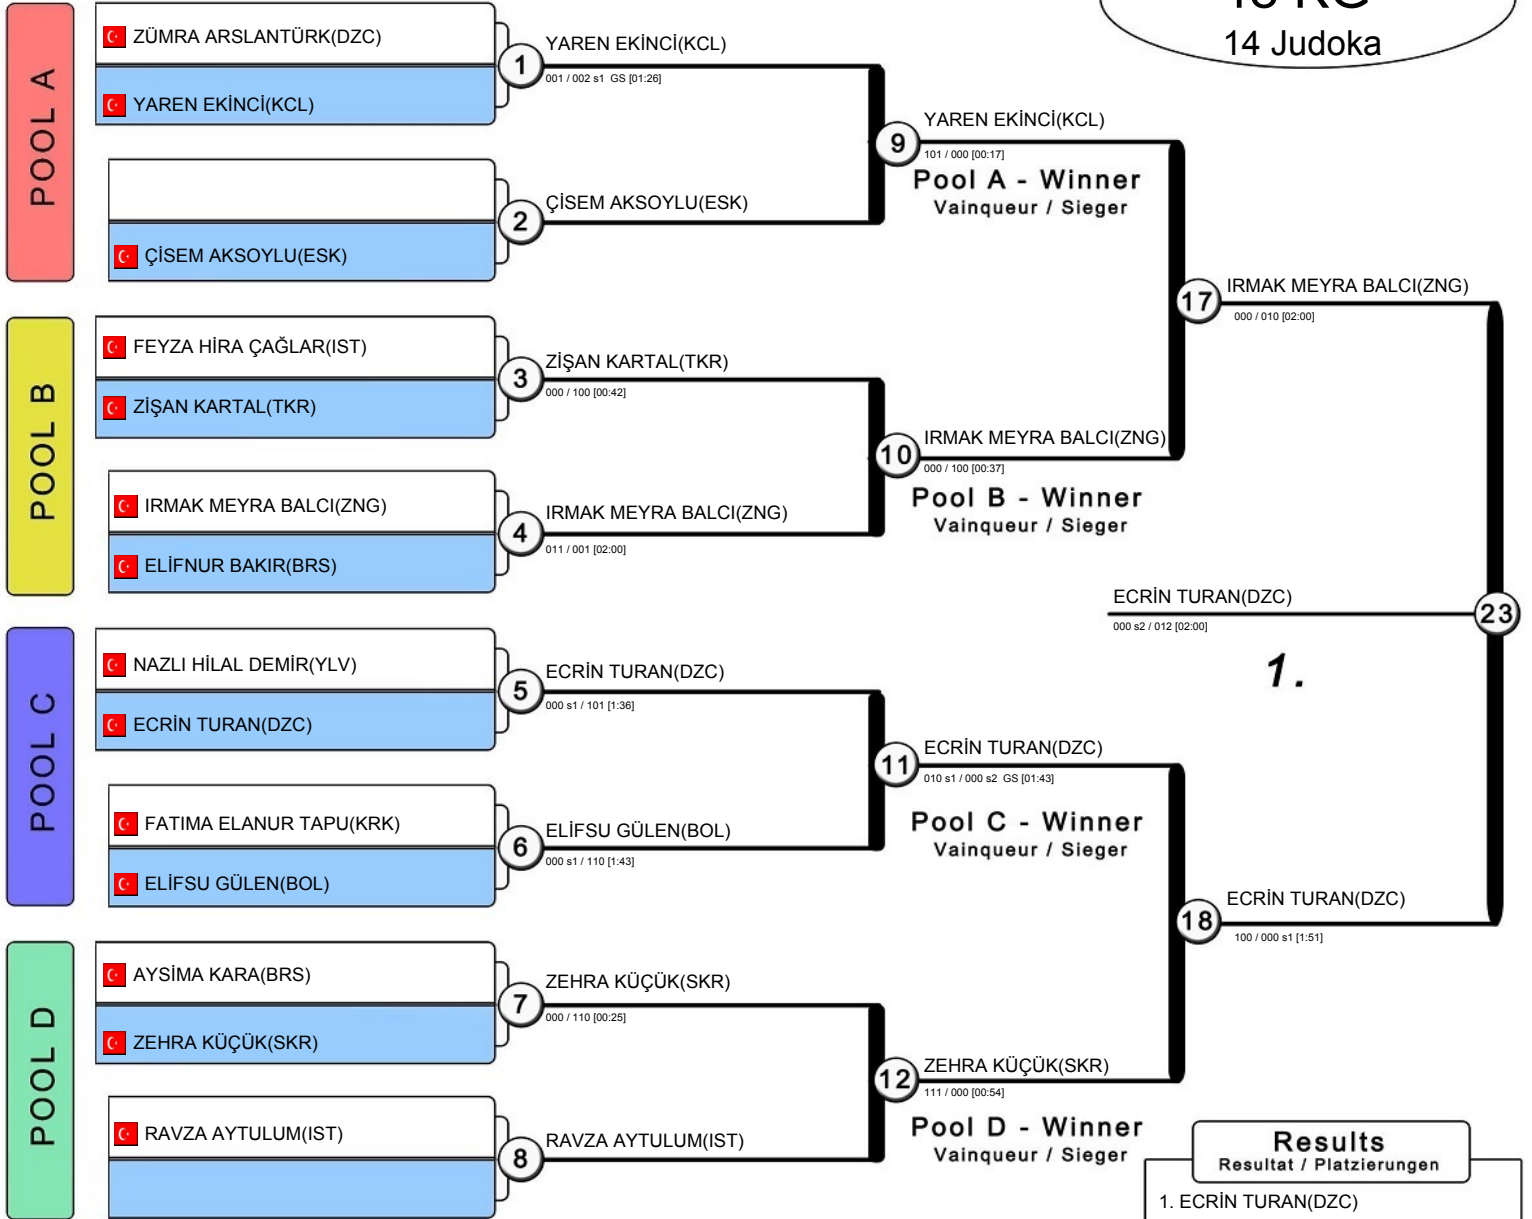 14 Judoka
POOL A
ZÜMRA ARSLANTÜRK(DZC)
YAREN EKİNCİ(KCL)
1
YAREN EKİNCİ(KCL)
001 / 002 s1 GS [01:26]
ÇİSEM AKSOYLU(ESK)
2
ÇİSEM AKSOYLU(ESK)
9
YAREN EKİNCİ(KCL)
101 / 000 [00:17]
Pool A - Winner
Vainqueur / Sieger
POOL B
FEYZA HİRA ÇAĞLAR(IST)
ZİŞAN KARTAL(TKR)
3
ZİŞAN KARTAL(TKR)
000 / 100 [00:42]
IRMAK MEYRA BALCI(ZNG)
ELİFNUR BAKIR(BRS)
4
IRMAK MEYRA BALCI(ZNG)
011 / 001 [02:00]
10
IRMAK MEYRA BALCI(ZNG)
000 / 100 [00:37]
Pool B - Winner
Vainqueur / Sieger
17
IRMAK MEYRA BALCI(ZNG)
000 / 010 [02:00]
POOL C
NAZLI HİLAL DEMİR(YLV)
ECRİN TURAN(DZC)
5
ECRİN TURAN(DZC)
000 s1 / 101 [1:36]
FATIMA ELANUR TAPU(KRK)
ELİFSU GÜLEN(BOL)
6
ELİFSU GÜLEN(BOL)
000 s1 / 110 [1:43]
11
ECRİN TURAN(DZC)
010 s1 / 000 s2 GS [01:43]
Pool C - Winner
Vainqueur / Sieger
POOL D
AYSİMA KARA(BRS)
ZEHRA KÜÇÜK(SKR)
7
ZEHRA KÜÇÜK(SKR)
000 / 110 [00:25]
RAVZA AYTULUM(IST)
8
RAVZA AYTULUM(IST)
12
ZEHRA KÜÇÜK(SKR)
111 / 000 [00:54]
Pool D - Winner
Vainqueur / Sieger
18
ECRİN TURAN(DZC)
100 / 000 s1 [1:51]
23
ECRİN TURAN(DZC)
000 s2 / 012 [02:00]
1.
Results
Resultat / Platzierungen
1. ECRİN TURAN(DZC)